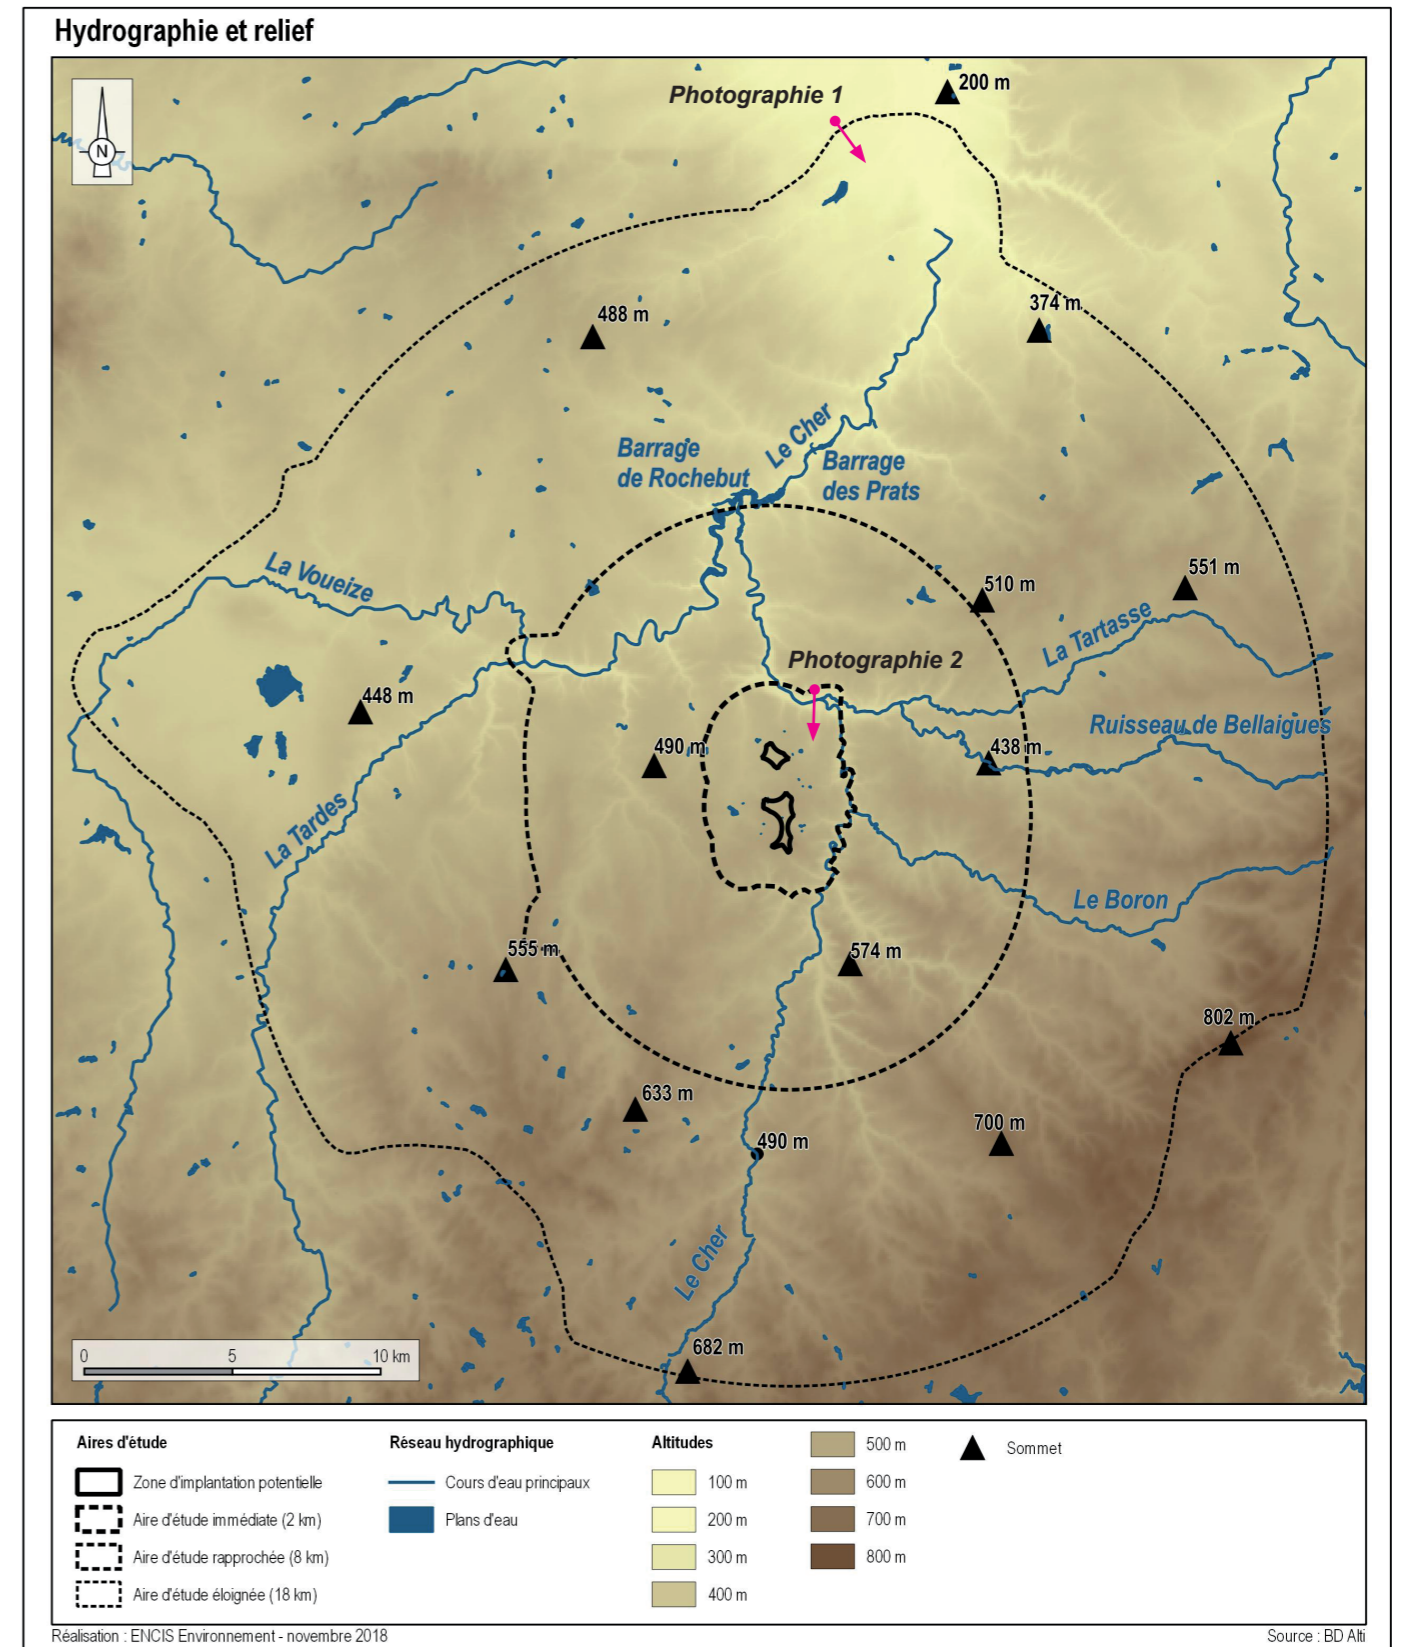 Hydrographie et relief
N
Photographie 1
200 m
488 m
374 m
Le Cher
Barrage
de Rochebut
Barrage
des Prats
La Voueize
510 m
551 m
La Tartasse
Photographie 2
448 m
Ruisseau de Bellaigues
490 m
438 m
La Tardes
Le Boron
555 m
574 m
802 m
633 m
700 m
490 m
Le Cher
682 m
0 5 10 km
Aires d'étude
Zone d'implantation potentielle
Aire d'étude immédiate (2 km)
Aire d'étude rapprochée (8 km)
Aire d'étude éloignée (18 km)
Réseau hydrographique
Cours d'eau principaux
Plans d'eau
Altitudes
100 m
200 m
300 m
400 m
500 m
600 m
700 m
800 m
Sommet
Réalisation : ENCIS Environnement - novembre 2018
Source : BD Alti